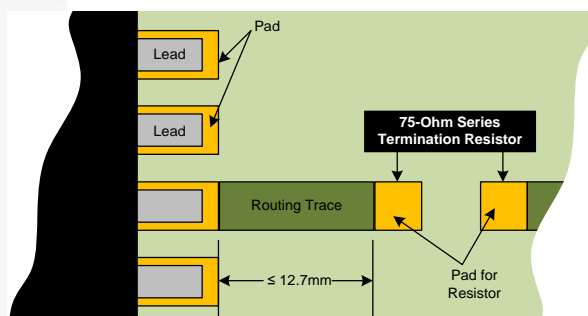 Pad
Lead
Lead
75-Ohm Series
Termination Resistor
Routing Trace
≤ 12.7mm
Pad for
Resistor